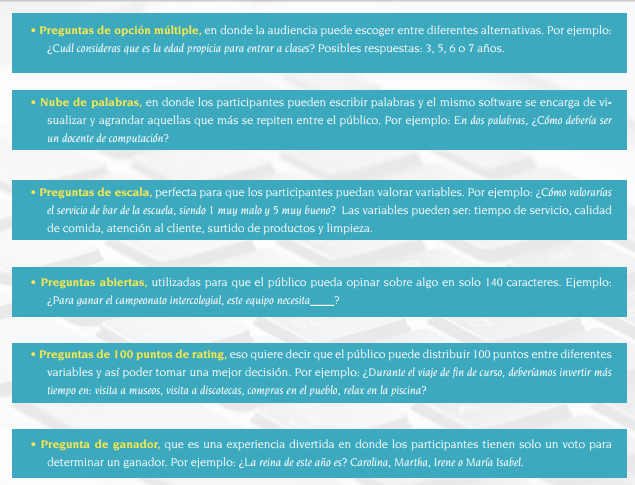 • Preguntas de opción múltiple, en donde la audiencia puede escoger entre diferentes alternativas. Por ejemplo:
¿Cuál consideras que es la edad propicia para entrar a clases? Posibles respuestas: 3, 5, 6 o 7 años.
• Nube de palabras, en donde los participantes pueden escribir palabras y el mismo software se encarga de vi-
sualizar y agrandar aquellas que más se repiten entre el público. Por ejemplo: En dos palabras, ¿Cómo debería ser
un docente de computación?
• Preguntas de escala, perfecta para que los participantes puedan valorar variables. Por ejemplo: ¿Cómo valorarías
el servicio de bar de la escuela, siendo 1 muy malo y 5 muy bueno? Las variables pueden ser: tiempo de servicio, calidad
de comida, atención al cliente, surtido de productos y limpieza.
• Preguntas abiertas, utilizadas para que el público pueda opinar sobre algo en solo 140 caracteres. Ejemplo:
¿Para ganar el campeonato intercolegial, este equipo necesita____?
• Preguntas de 100 puntos de rating, eso quiere decir que el público puede distribuir 100 puntos entre diferentes
variables y así poder tomar una mejor decisión. Por ejemplo: ¿Durante el viaje de fin de curso, deberíamos invertir más
tiempo en: visita a museos, visita a discotecas, compras en el pueblo, relax en la piscina?
• Pregunta de ganador, que es una experiencia divertida en donde los participantes tienen solo un voto para
determinar un ganador. Por ejemplo: ¿La reina de este año es? Carolina, Martha, Irene o María Isabel.